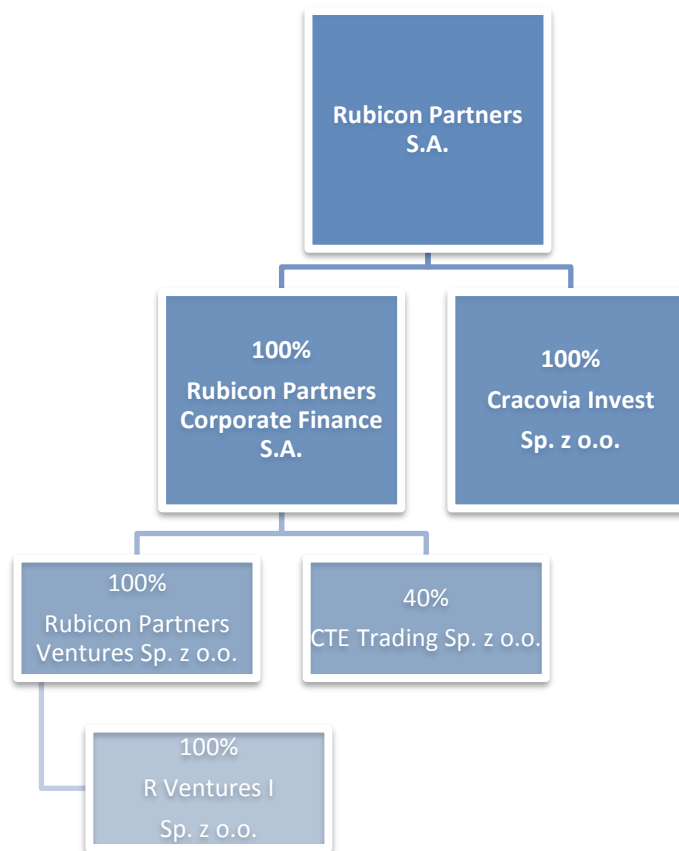 Rubicon Partners
S.A.
100%
Rubicon Partners
Corporate Finance
S.A.
100%
Cracovia Invest
Sp. z o.o.
100%
Rubicon Partners
Ventures Sp. z o.o.
40%
CTE Trading Sp. z o.o.
100%
R Ventures I
Sp. z o.o.